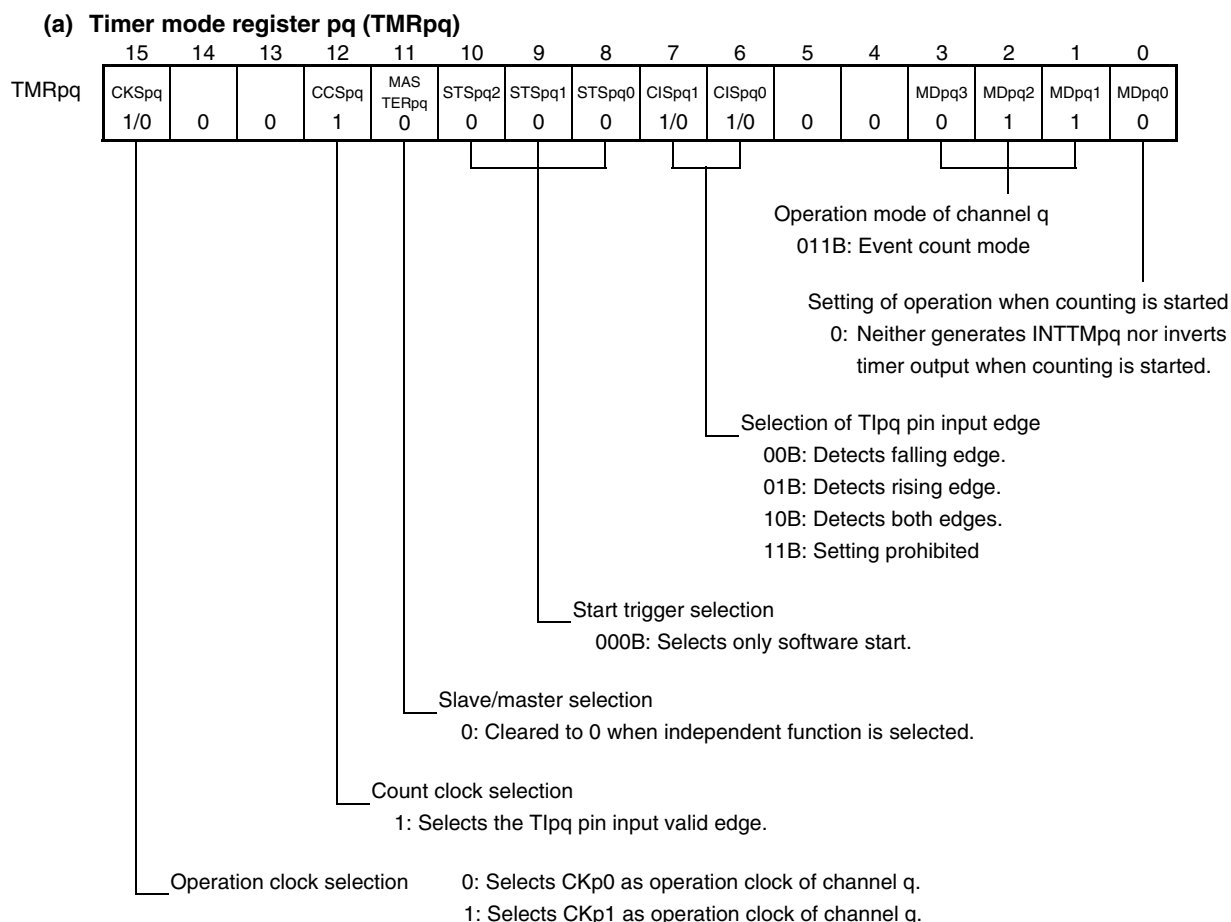 (a) Timer mode register pq (TMRpq)
15 14 13 12 11 10 9 8 7 6 5 4 3 2 1 0
TMRpq CKSpq CCSpq MAS TERpq STSpq2 STSpq1 STSpq0 CISpq1 CISpq0 MDpq3 MDpq2 MDpq1 MDpq0
1/0 0 0 1 0 0 0 0 1/0 1/0 0 0 0 1 1 0
Operation mode of channel q
011B: Event count mode
Setting of operation when counting is started
0: Neither generates INTTMpq nor inverts
timer output when counting is started.
Selection of TIpq pin input edge
00B: Detects falling edge.
01B: Detects rising edge.
10B: Detects both edges.
11B: Setting prohibited
Start trigger selection
000B: Selects only software start.
Slave/master selection
0: Cleared to 0 when independent function is selected.
Count clock selection
1: Selects the TIpq pin input valid edge.
Operation clock selection 0: Selects CKp0 as operation clock of channel q.
1: Selects CKp1 as operation clock of channel q.